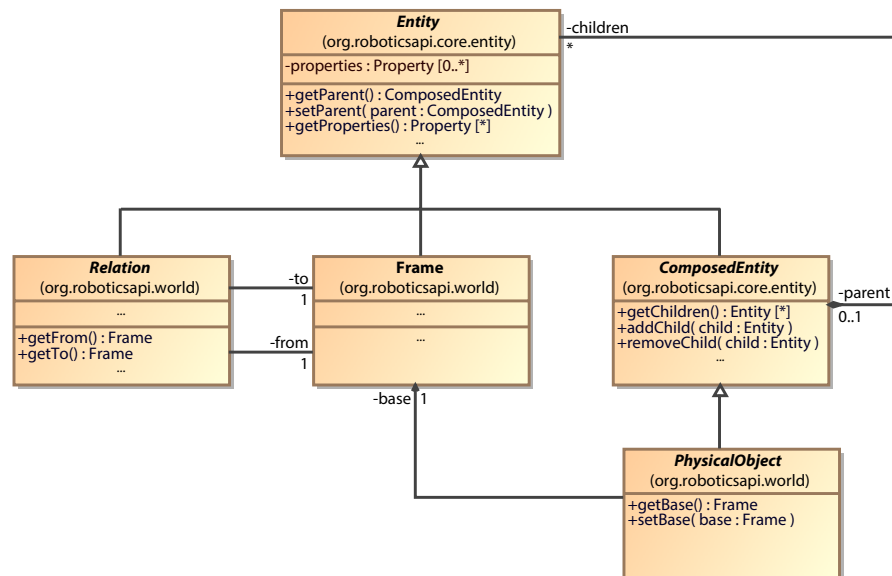 Entity
(org.roboticsapi.core.entity)
-properties : Property [0..*]
+getParent() : ComposedEntity
+setParent( parent : ComposedEntity )
+getProperties() : Property [*]
...
-children
*
Relation
(org.roboticsapi.world)
...
+getFrom() : Frame
+getTo() : Frame
...
-to
1
-from
1
Frame
(org.roboticsapi.world)
...
...
ComposedEntity
(org.roboticsapi.core.entity)
+getChildren() : Entity [*]
+addChild( child : Entity )
+removeChild( child : Entity )
...
-parent
0..1
-base 1
PhysicalObject
(org.roboticsapi.world)
+getBase() : Frame
+setBase( base : Frame )